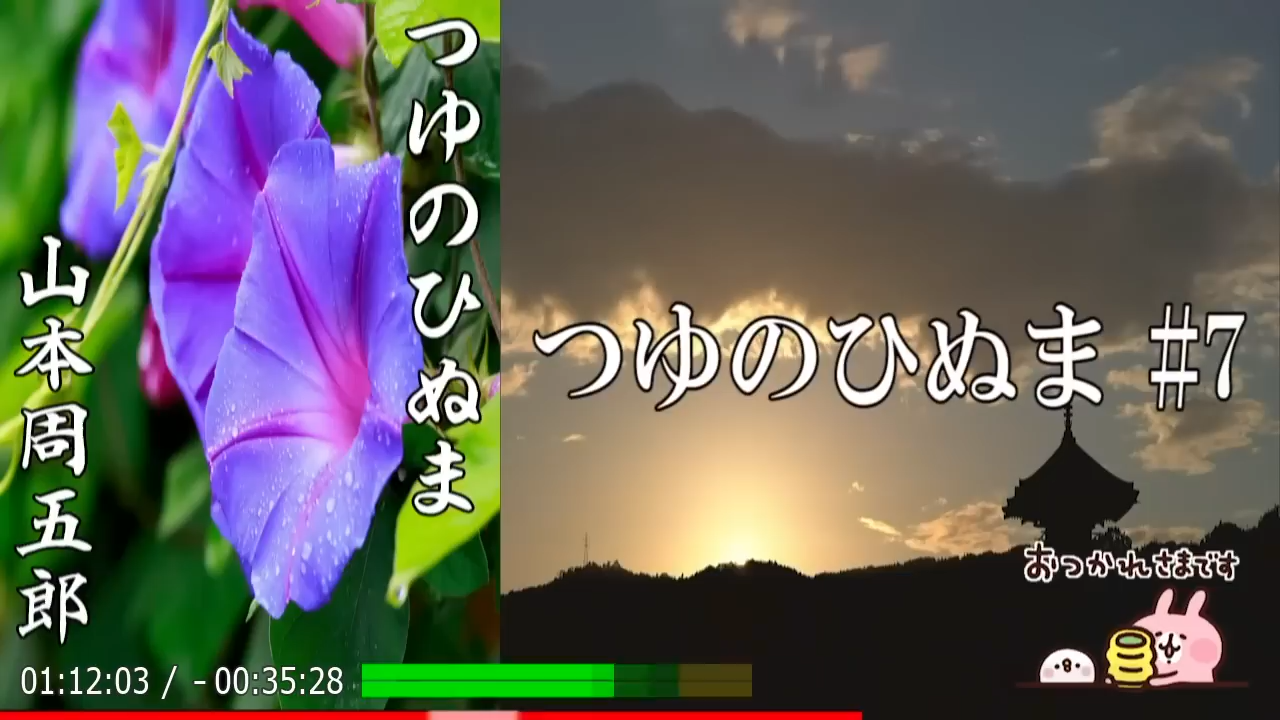 つゆのひぬま
山本周五郎
つゆのひぬま #7
おつかれさまです
01:12:03 / -00:35:28